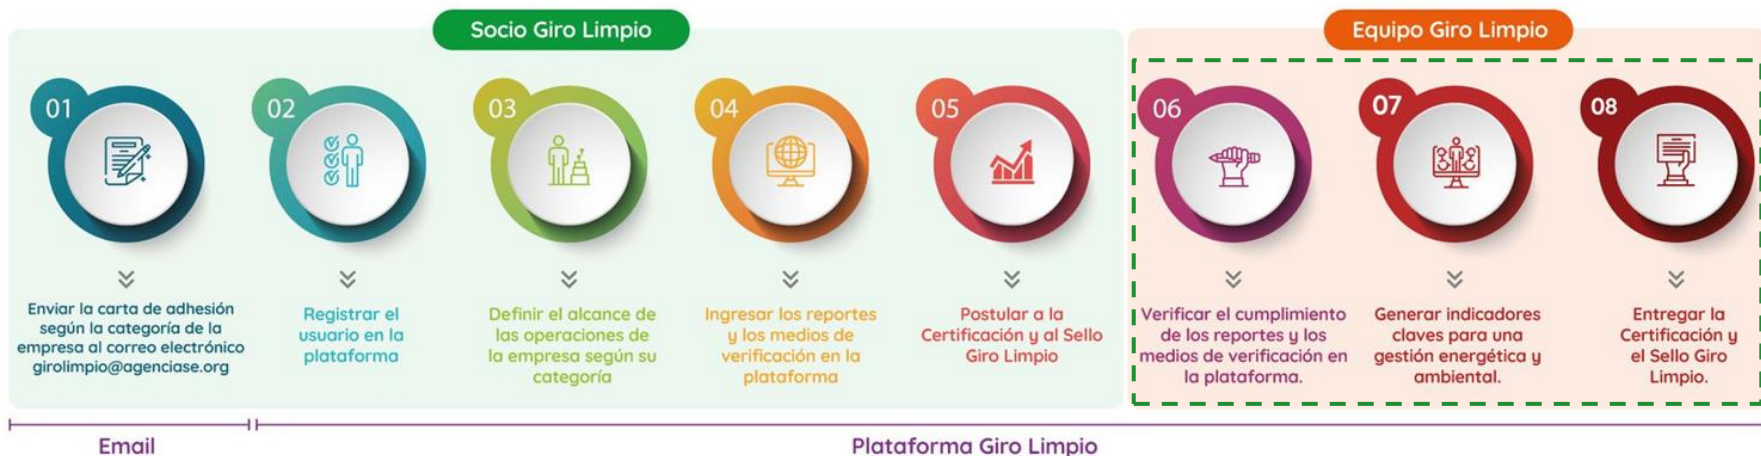 Socio Giro Limpio
Equipo Giro Limpio
01
Enviar la carta de adhesión
según la categoría de la
empresa al correo electrónico
girolimpio@agenciase.org
02
Registrar el
usuario en la
plataforma
03
Definir el alcance de
las operaciones de
la empresa según su
categoría
04
Ingresar los reportes
y los medios de
verificación en la
plataforma
05
Postular a la
Certificación y al Sello
Giro Limpio
06
Verificar el cumplimiento
de los reportes y los
medios de verificación en
la plataforma.
07
Generar indicadores
claves para una
gestión energética y
ambiental.
08
Entregar la
Certificación y
el Sello Giro
Limpio.
Email
Plataforma Giro Limpio